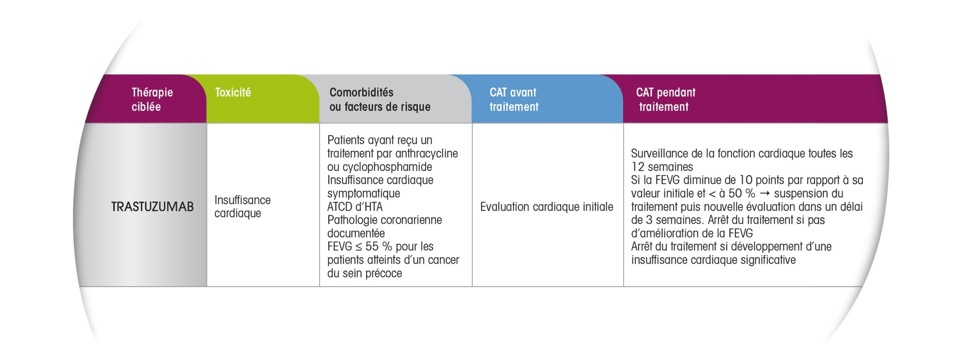 Thérapie
ciblée
Toxicité
Comorbidités
ou facteurs de risque
CAT avant
traitement
CAT pendant
traitement
TRASTUZUMAB
Insuffisance
cardiaque
Patients ayant reçu un
traitement par anthracycline
ou cyclophosphamide
Insuffisance cardiaque
symptomatique
ATCD d’HTA
Pathologie coronarienne
documentée
FEVG ≤ 55 % pour les
patients atteints d’un cancer
du sein précoce
Evaluation cardiaque initiale
Surveillance de la fonction cardiaque toutes les
12 semaines
Si la FEVG diminue de 10 points par rapport à sa
valeur initiale et < à 50 % → suspension du
traitement puis nouvelle évaluation dans un délai
de 3 semaines. Arrêt du traitement si pas
d’amélioration de la FEVG
Arrêt du traitement si développement d’une
insuffisance cardiaque significative